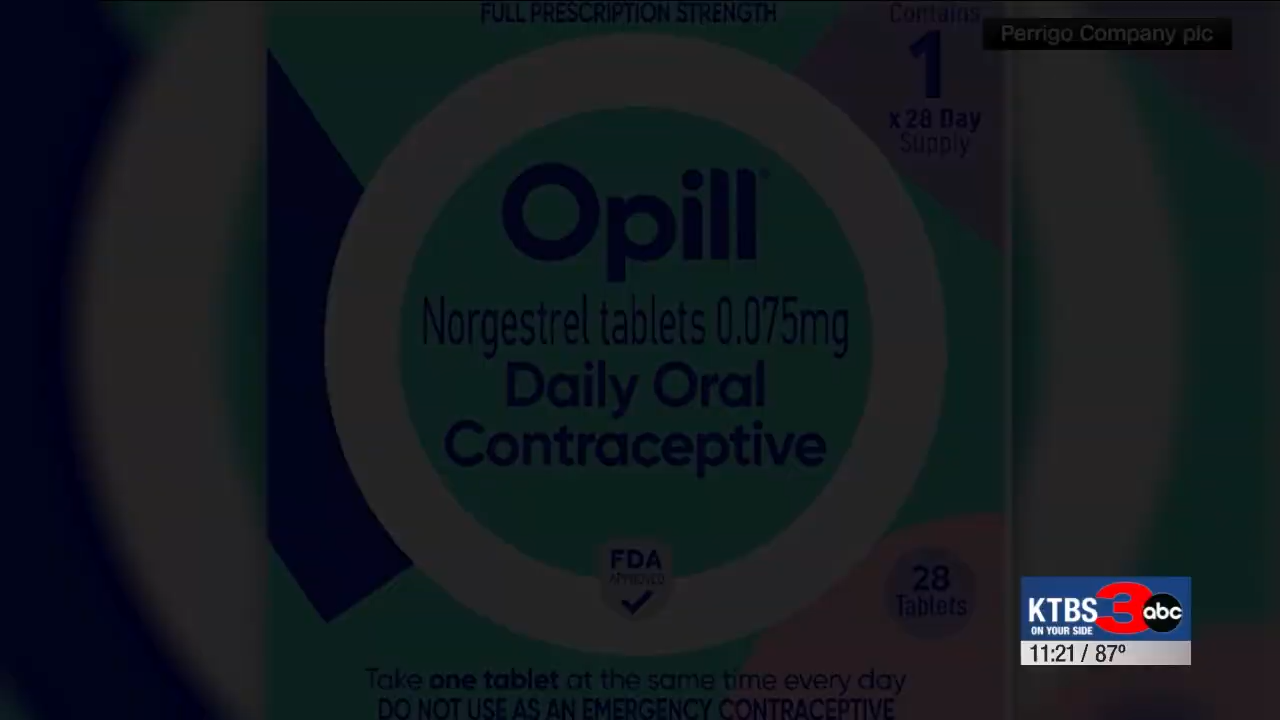 FULL PRESCRIPTION STRENGTH
Contains
1
x 28 Day
Supply
Perrigo Company plc
Opill®
Norgestrel tablets 0.075mg
Daily Oral
Contraceptive
FDA
APPROVED
28
Tablets
Take one tablet at the same time every day
DO NOT USE AS AN EMERGENCY CONTRACEPTIVE
KTBS 3 abc
ON YOUR SIDE
11:21 / 87°